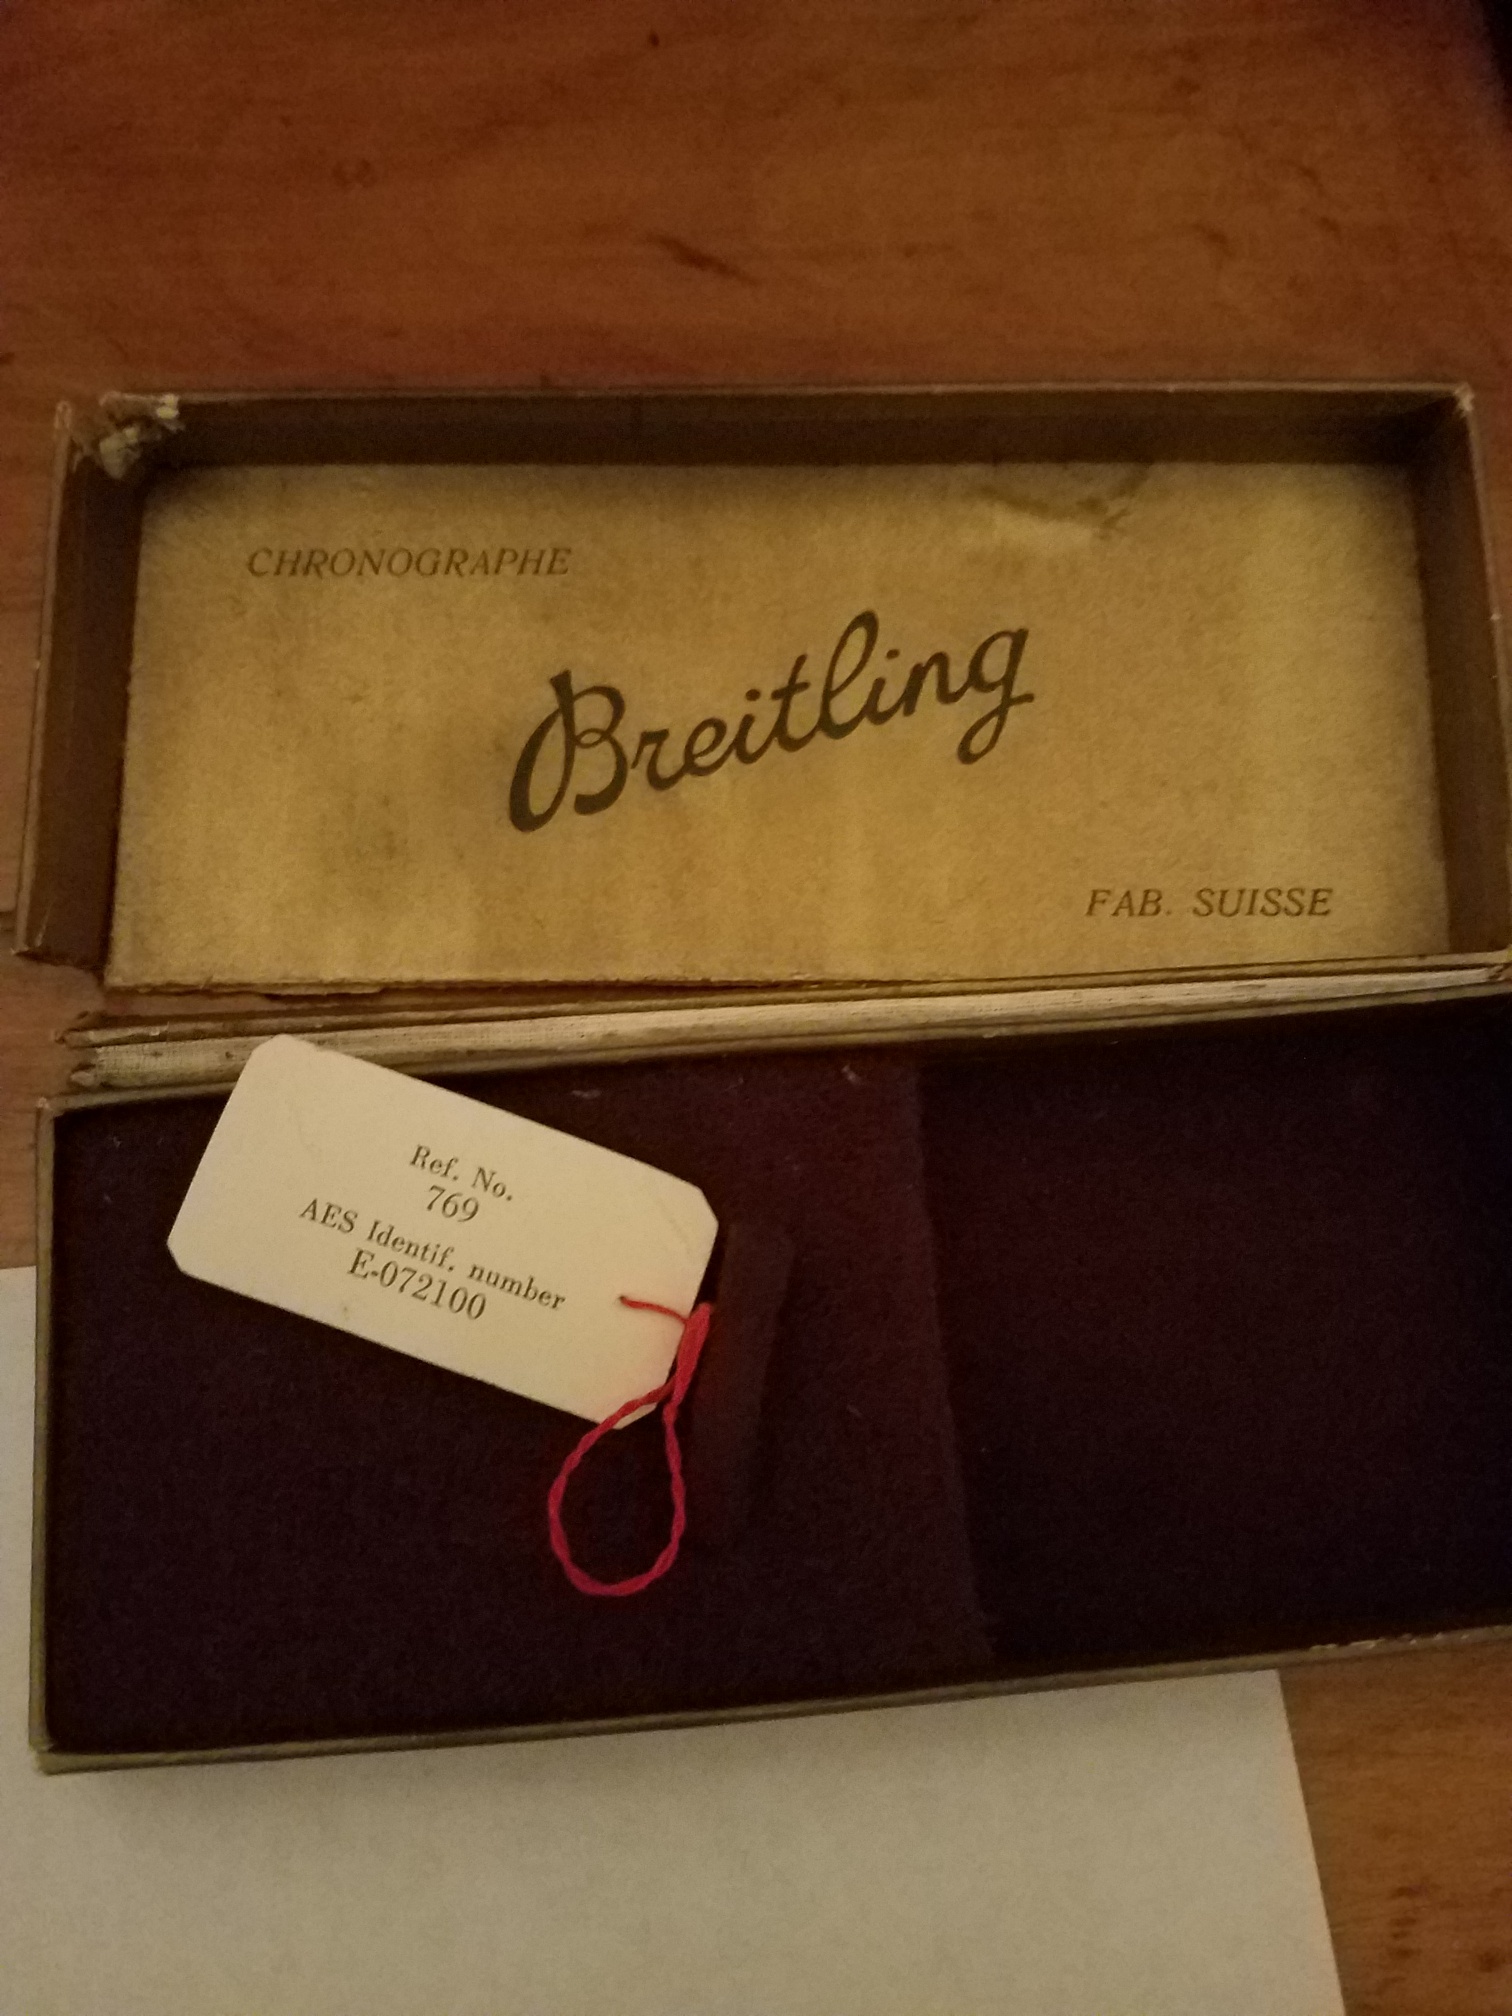 CHRONOGRAPHE
Breitling
FAB. SUISSE
Ref. No.
769
AES Identif. number
E-072100